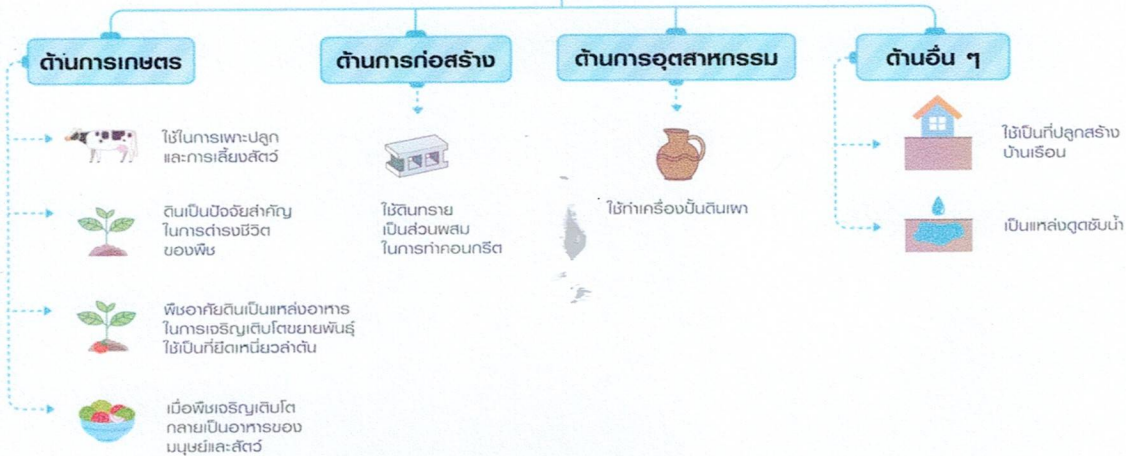 ด้านการเกษตร
ใช้ในการเพาะปลูก
และการเลี้ยงสัตว์
ดินเป็นปัจจัยสำคัญ
ในการดำรงชีวิต
ของพืช
พืชอาศัยดินเป็นแหล่งอาหาร
ในการเจริญเติบโตขยายพันธุ์
ใช้เป็นที่ยึดเหนี่ยวลำต้น
เมื่อพืชเจริญเติบโต
กลายเป็นอาหารของ
มนุษย์และสัตว์
ด้านการก่อสร้าง
ใช้ดินทราย
เป็นส่วนผสม
ในการทำคอนกรีต
ด้านการอุตสาหกรรม
ใช้ทำเครื่องปั้นดินเผา
ด้านอื่น ๆ
ใช้เป็นที่ปลูกสร้าง
บ้านเรือน
เป็นแหล่งดูดซับน้ำ